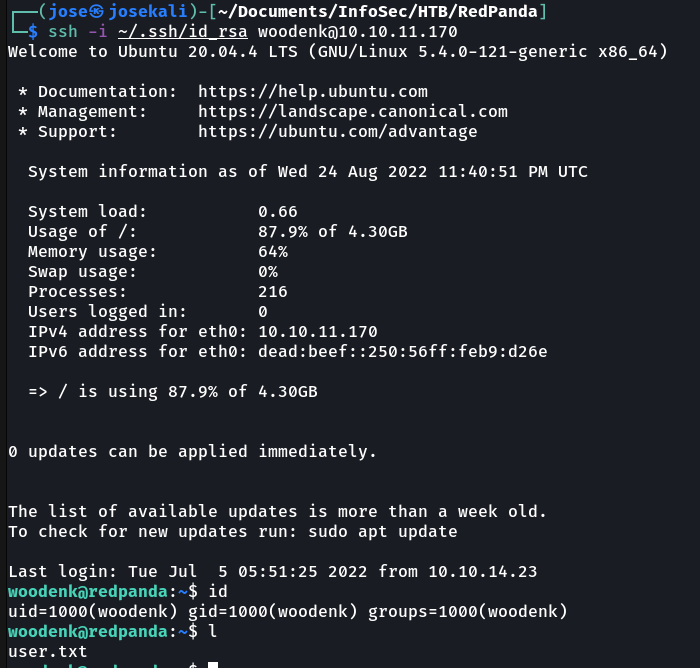 ┌──(jose㉿josekali)-[~/Documents/InfoSec/HTB/RedPanda]
└─$ ssh -i ~/.ssh/id_rsa woodenk@10.10.11.170
Welcome to Ubuntu 20.04.4 LTS (GNU/Linux 5.4.0-121-generic x86_64)
* Documentation:  https://help.ubuntu.com
* Management:     https://landscape.canonical.com
* Support:        https://ubuntu.com/advantage
System information as of Wed 24 Aug 2022 11:40:51 PM UTC
System load:           0.66
Usage of /:            87.9% of 4.30GB
Memory usage:          64%
Swap usage:            0%
Processes:             216
Users logged in:       0
IPv4 address for eth0: 10.10.11.170
IPv6 address for eth0: dead:beef::250:56ff:feb9:d26e
=> / is using 87.9% of 4.30GB
0 updates can be applied immediately.
The list of available updates is more than a week old.
To check for new updates run: sudo apt update
Last login: Tue Jul  5 05:51:25 2022 from 10.10.14.23
woodenk@redpanda:~$ id
uid=1000(woodenk) gid=1000(woodenk) groups=1000(woodenk)
woodenk@redpanda:~$ l
user.txt